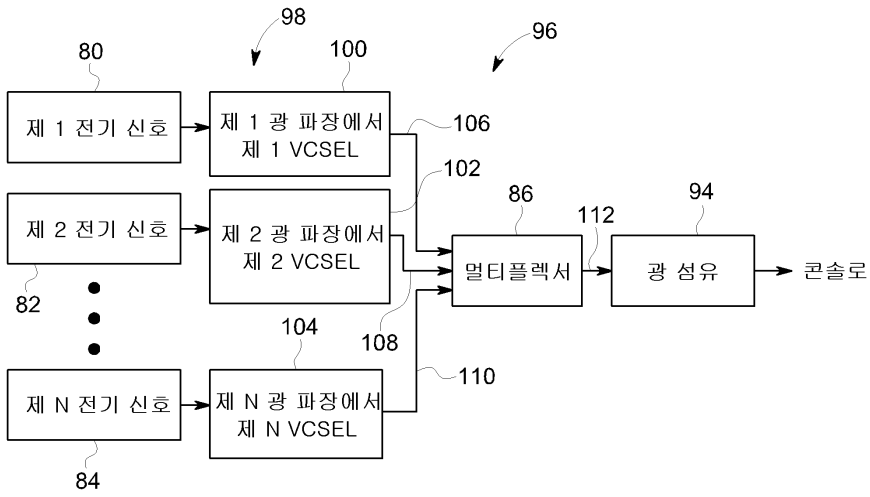 98
96
80
100
제 1 전기 신호
제 1 광 파장에서
제 1 VCSEL
106
102
제 2 전기 신호
제 2 광 파장에서
제 2 VCSEL
82
108
86
멀티플렉서
112
94
광 섬유
콘솔로
104
110
제 N 전기 신호
제 N 광 파장에서
제 N VCSEL
84